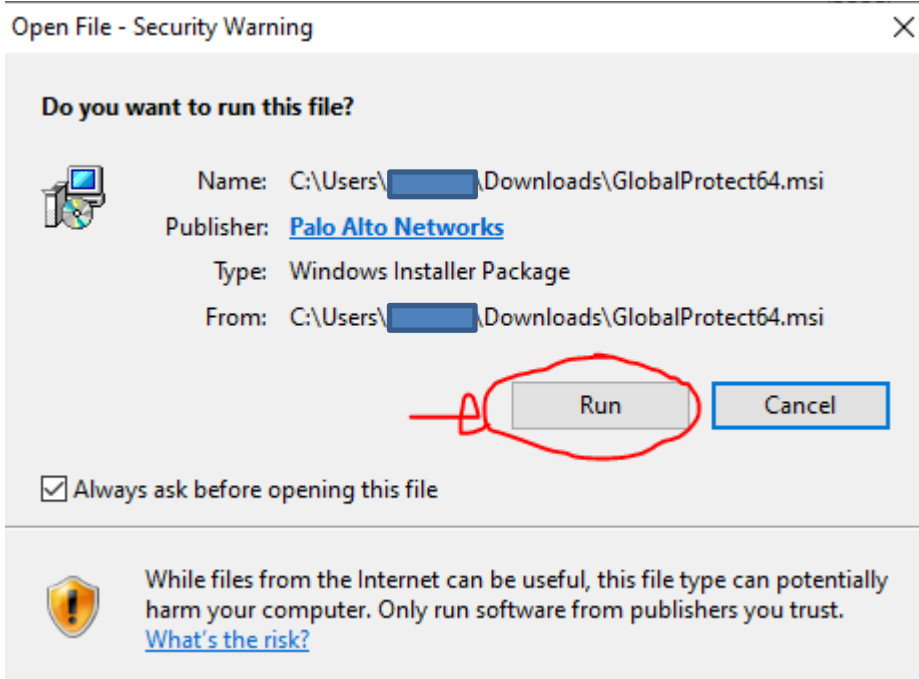 Open File - Security Warning
Do you want to run this file?
Name: C:\Users\ \Downloads\GlobalProtect64.msi
Publisher: Palo Alto Networks
Type: Windows Installer Package
From: C:\Users\ \Downloads\GlobalProtect64.msi
Run Cancel
Always ask before opening this file
While files from the Internet can be useful, this file type can potentially
harm your computer. Only run software from publishers you trust.
What's the risk?